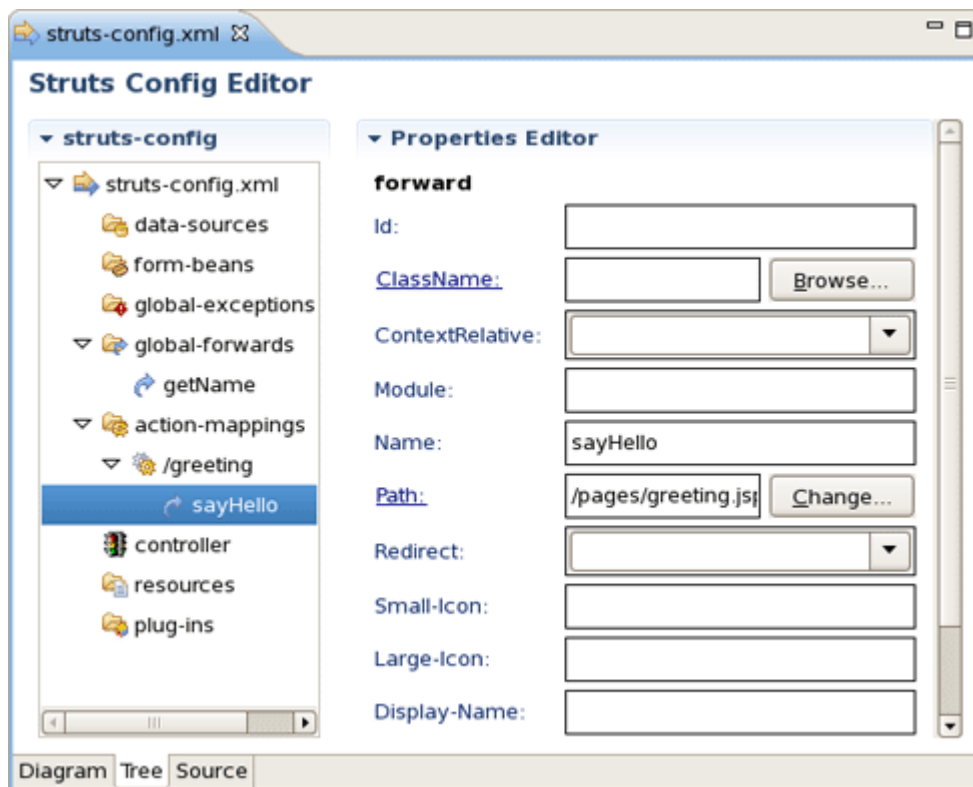 struts-config.xml
Struts Config Editor
struts-config
struts-config.xml
data-sources
form-beans
global-exceptions
global-forwards
getName
action-mappings
/greeting
sayHello
controller
resources
plug-ins
Properties Editor
forward
Id:
ClassName: Browse...
ContextRelative:
Module:
Name: sayHello
Path: /pages/greeting.jsp Change...
Redirect:
Small-Icon:
Large-Icon:
Display-Name:
Diagram Tree Source